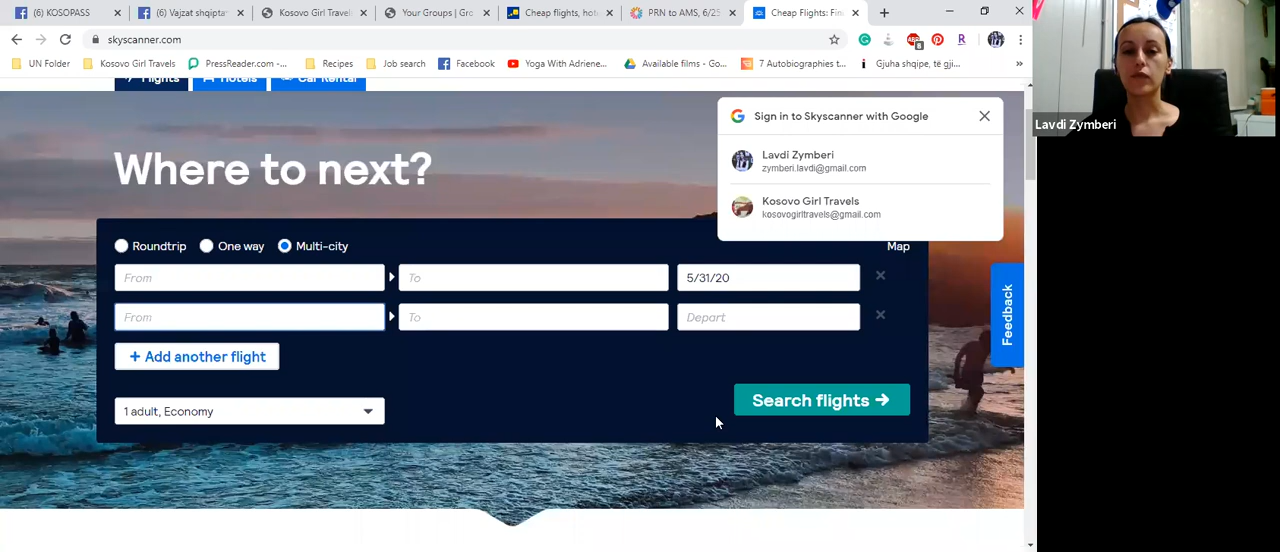 (6) KOSOPASS
(6) Vajzat shqipta
Kosovo Girl Travel
Your Groups | Gro
Cheap flights, hot
PRN to AMS, 6/25
Cheap Flights: Fin
skyscanner.com
8
UN Folder
Kosovo Girl Travels
PressReader.com -...
Recipes
Job search
Facebook
Yoga With Adriene...
Available films - Go...
7 Autobiographies t...
Gjuha shqipe, të gji...
Flights
Hotels
Car Rental
Sign in to Skyscanner with Google
Lavdi Zymberi
zymberi.lavdi@gmail.com
Kosovo Girl Travels
kosovogirltravels@gmail.com
Lavdi Zymberi
Where to next?
Roundtrip
One way
Multi-city
Map
From
To
5/31/20
From
To
Depart
+ Add another flight
1 adult, Economy
Search flights →
Feedback